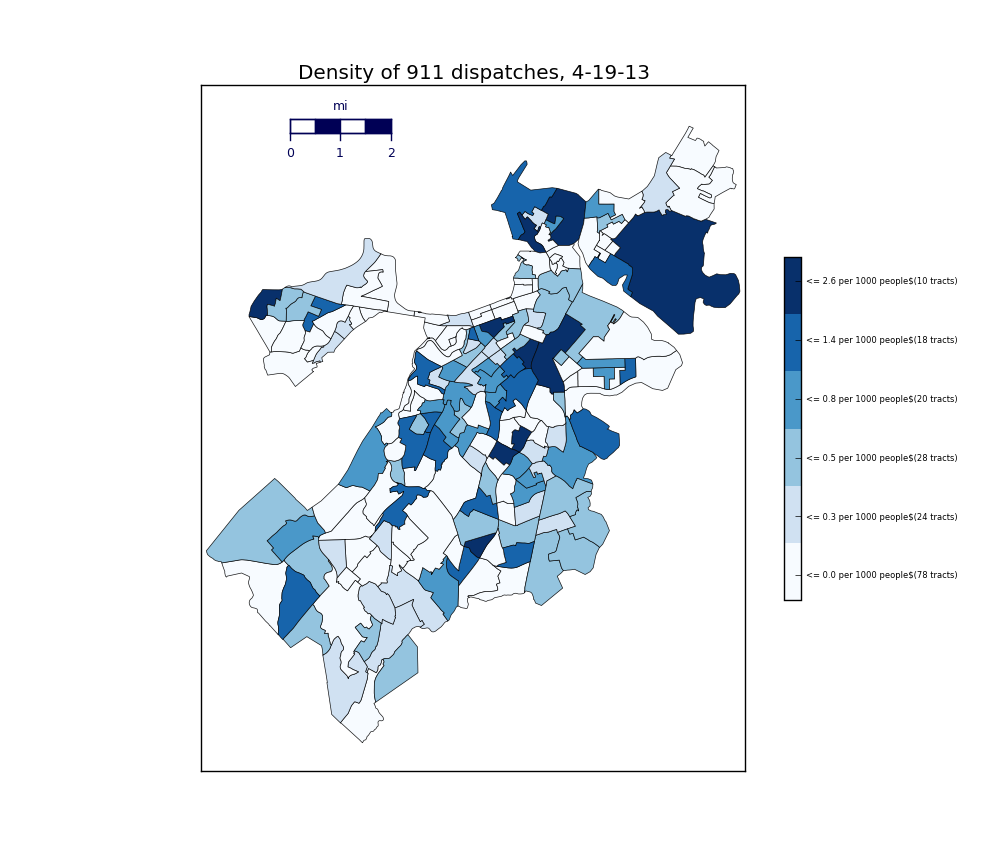 Density of 911 dispatches, 4-19-13
mi
0 1 2
<= 2.6 per 1000 people$(10 tracts)
<= 1.4 per 1000 people$(18 tracts)
<= 0.8 per 1000 people$(20 tracts)
<= 0.5 per 1000 people$(28 tracts)
<= 0.3 per 1000 people$(24 tracts)
<= 0.0 per 1000 people$(78 tracts)